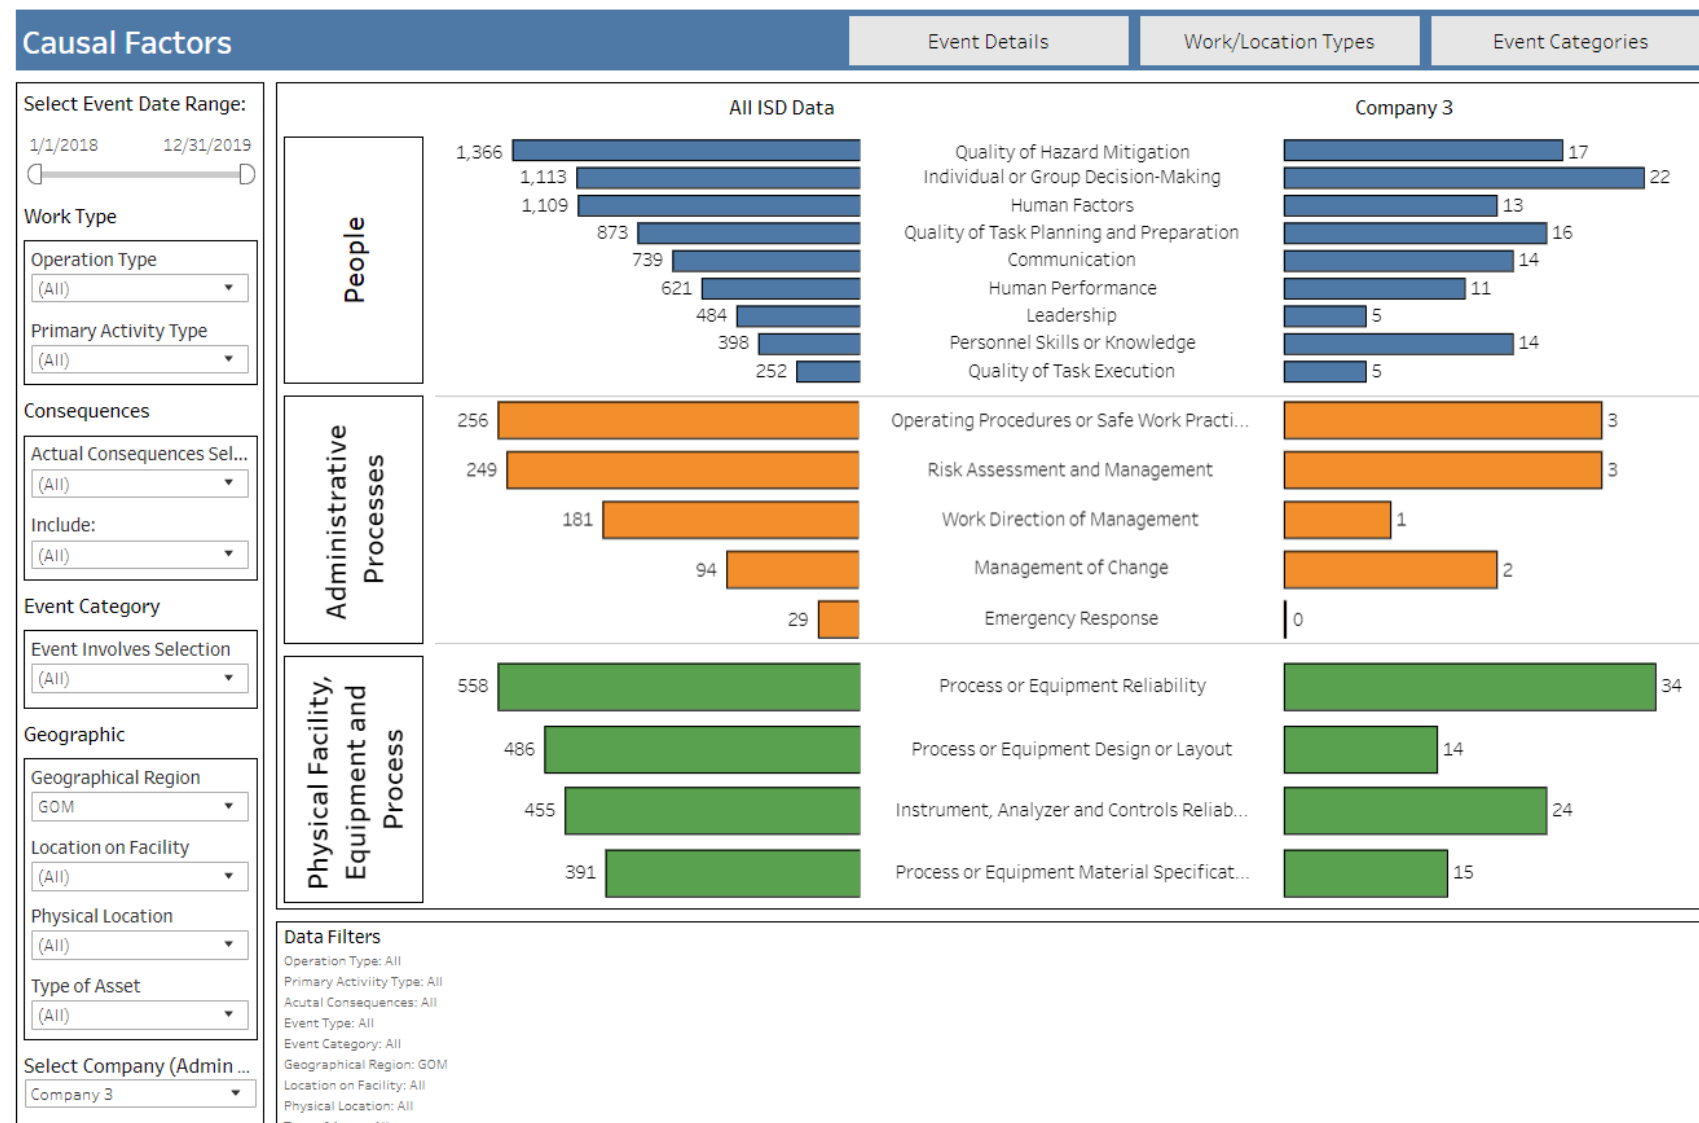 Causal Factors
Event Details
Work/Location Types
Event Categories
Select Event Date Range:
1/1/2018
12/31/2019
Work Type
Operation Type
(All)
Primary Activity Type
(All)
Consequences
Actual Consequences Sel...
(All)
Include:
(All)
Event Category
Event Involves Selection
(All)
Geographic
Geographical Region
GOM
Location on Facility
(All)
Physical Location
(All)
Type of Asset
(All)
Select Company (Admin ...
Company 3
All ISD Data
Company 3
People
1,366 Quality of Hazard Mitigation 17
1,113 Individual or Group Decision-Making 22
1,109 Human Factors 13
873 Quality of Task Planning and Preparation 16
739 Communication 14
621 Human Performance 11
484 Leadership 5
398 Personnel Skills or Knowledge 14
252 Quality of Task Execution 5
Administrative
Processes
256 Operating Procedures or Safe Work Practi... 3
249 Risk Assessment and Management 3
181 Work Direction of Management 1
94 Management of Change 2
29 Emergency Response 0
Physical Facility,
Equipment and
Process
558 Process or Equipment Reliability 34
486 Process or Equipment Design or Layout 14
455 Instrument, Analyzer and Controls Reliab... 24
391 Process or Equipment Material Specificat... 15
Data Filters
Operation Type: All
Primary Activiity Type: All
Acutal Consequences: All
Event Type: All
Event Category: All
Geographical Region: GOM
Location on Facility: All
Physical Location: All